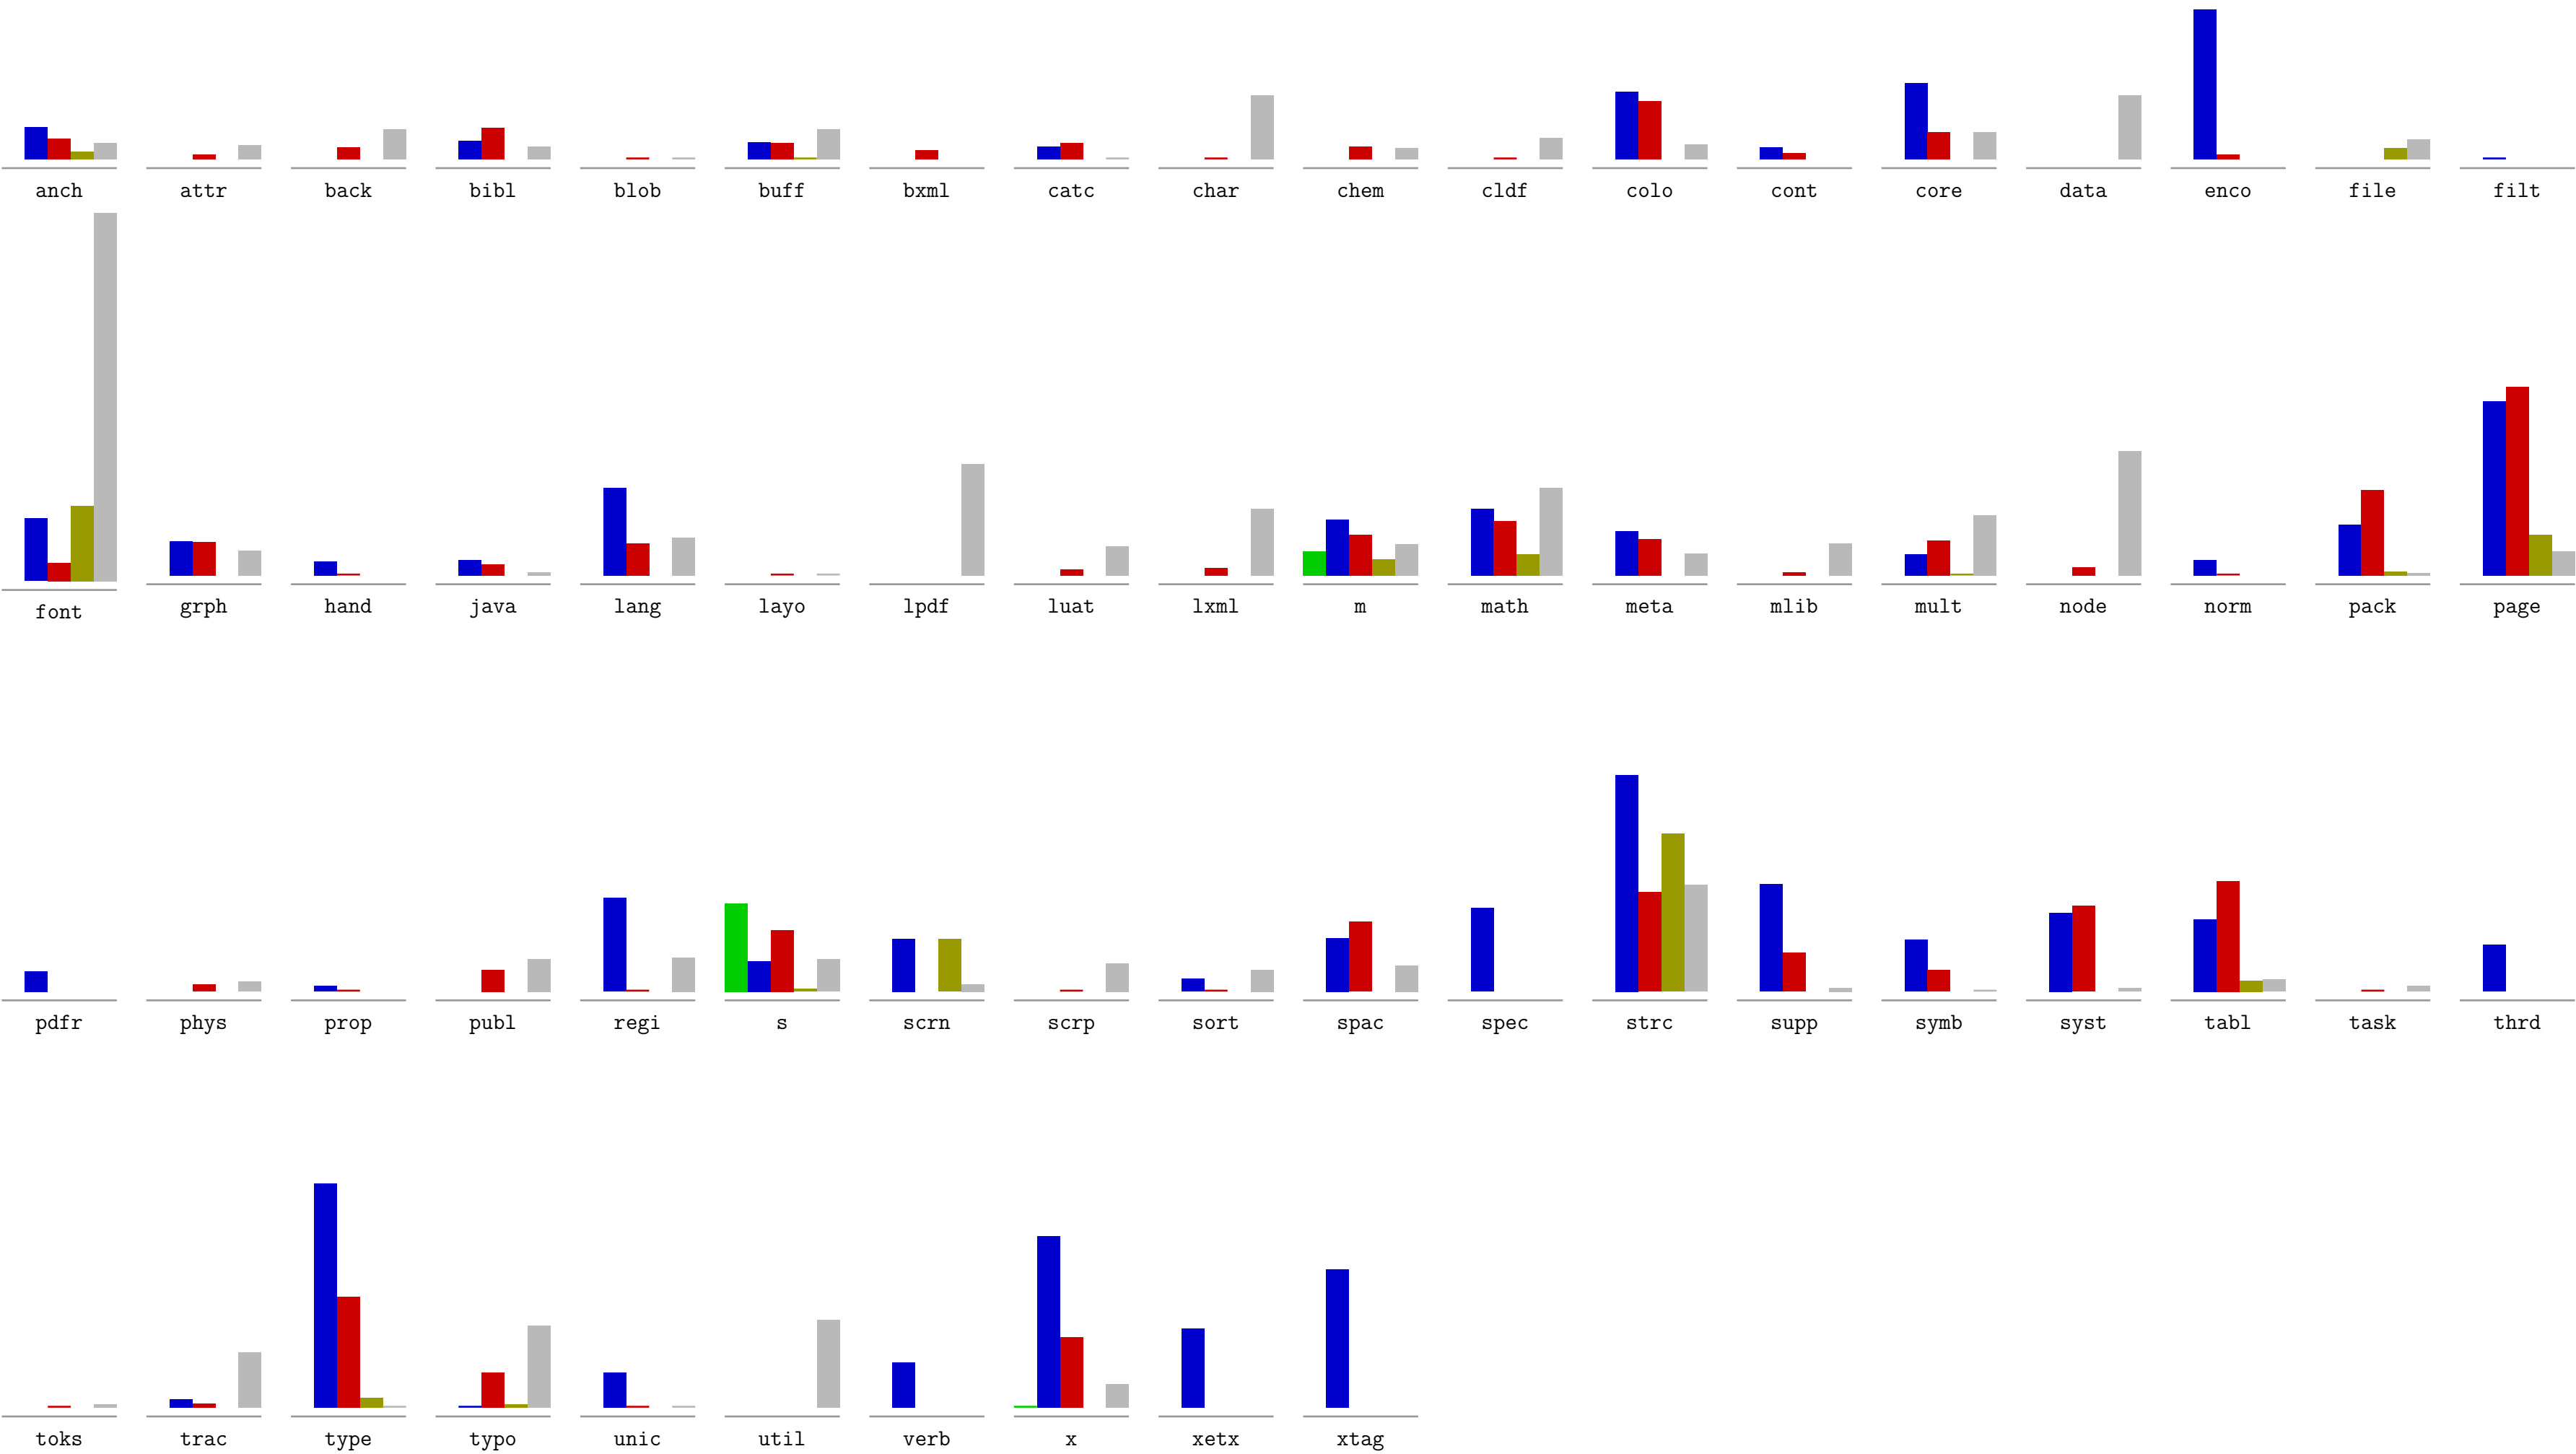 anch attr back bibl blob buff bxml catc char chem cldf colo cont core data enco file filt
font grph hand java lang layo lpdf luat lxml m math meta mlib mult node norm pack page
pdfr phys prop publ regi s scrn scrp sort spac spec strc supp symb syst tabl task thrd
toks trac type typo unic util verb x xetx xtag